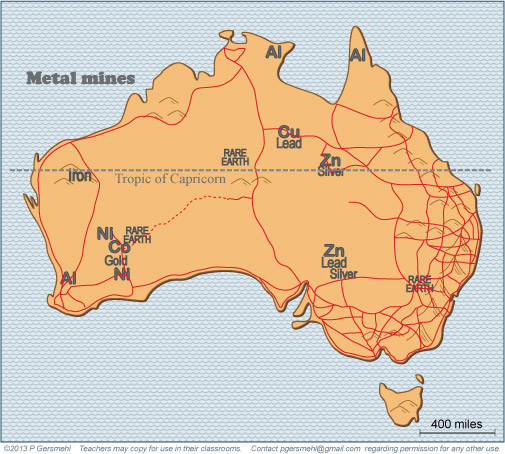 Al
Al
Metal mines
Cu
Lead
RARE
EARTH
Zn
Silver
Iron
Tropic of Capricorn
NI
RARE
EARTH
Co
Gold
NI
Al
Zn
Lead
Silver
RARE
EARTH
400 miles
©2013 P Gersmehl Teachers may copy for use in their classrooms. Contact pgersmehl@gmail.com regarding permission for any other use.